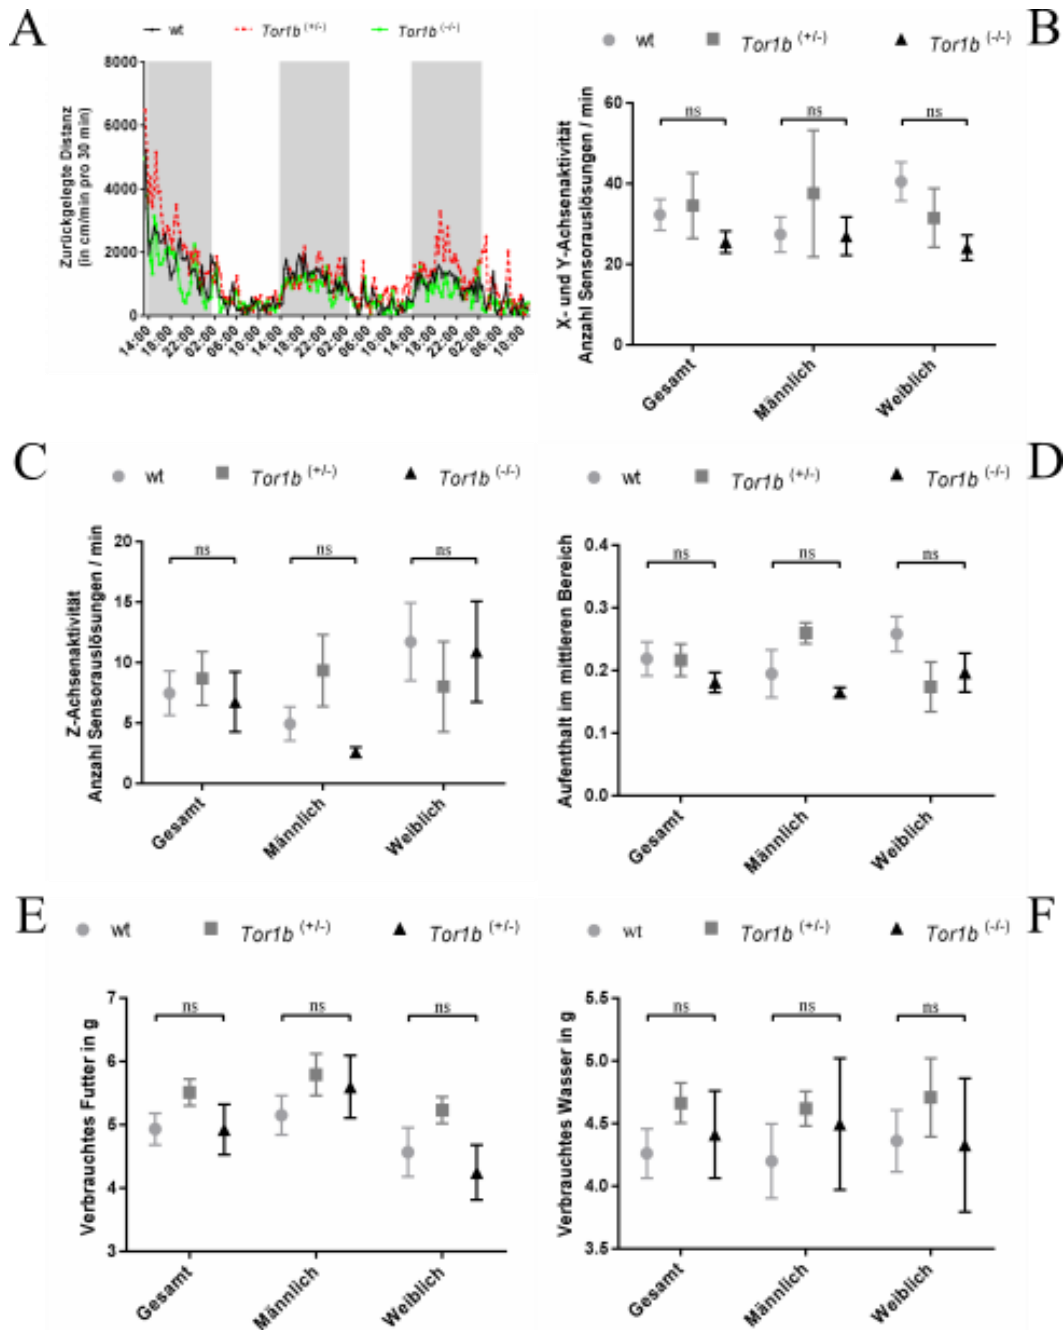 A
wt Tor1b (+/-) Tor1b (-/-)
Zurückgelegte Distanz
(in cm/min pro 30 min)
8000
6000
4000
2000
0
14:00 18:00 22:00 02:00 06:00 10:00 14:00 18:00 22:00 02:00 06:00 10:00 14:00 18:00 22:00 02:00 06:00 10:00
B
wt Tor1b (+/-) Tor1b (-/-)
X- und Y-Achsenaktivität
Anzahl Sensorauslösungen / min
60
40
20
0
ns ns ns
Gesamt Männlich Weiblich
C
wt Tor1b (+/-) Tor1b (-/-)
Z-Achsenaktivität
Anzahl Sensorauslösungen / min
20
15
10
5
0
ns ns ns
Gesamt Männlich Weiblich
D
wt Tor1b (+/-) Tor1b (-/-)
Aufenthalt im mittleren Bereich
0.4
0.3
0.2
0.1
0.0
ns ns ns
Gesamt Männlich Weiblich
E
wt Tor1b (+/-) Tor1b (+/-)
Verbrauchtes Futter in g
7
6
5
4
3
ns ns ns
Gesamt Männlich Weiblich
F
wt Tor1b (+/-) Tor1b (-/-)
Verbrauchtes Wasser in g
5.5
5.0
4.5
4.0
3.5
ns ns ns
Gesamt Männlich Weiblich